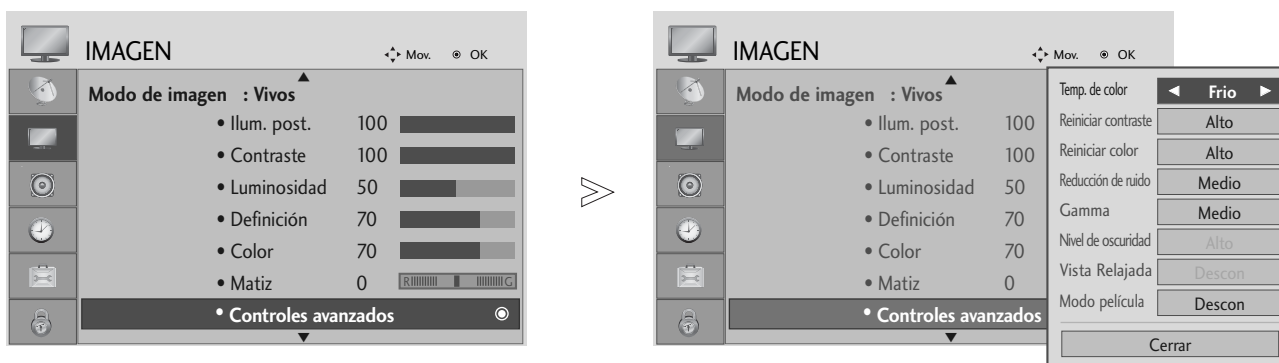 IMAGEN
Mov. OK
Modo de imagen : Vivos
• Ilum. post. 100
• Contraste 100
• Luminosidad 50
• Definición 70
• Color 70
• Matiz 0 R G
• Controles avanzados
IMAGEN
Mov. OK
Modo de imagen : Vivos
• Ilum. post. 100
• Contraste 100
• Luminosidad 50
• Definición 70
• Color 70
• Matiz 0
• Controles avanzados
Temp. de color Frio
Reiniciar contraste Alto
Reiniciar color Alto
Reducción de ruido Medio
Gamma Medio
Nivel de oscuridad Alto
Vista Relajada Descon
Modo película Descon
Cerrar